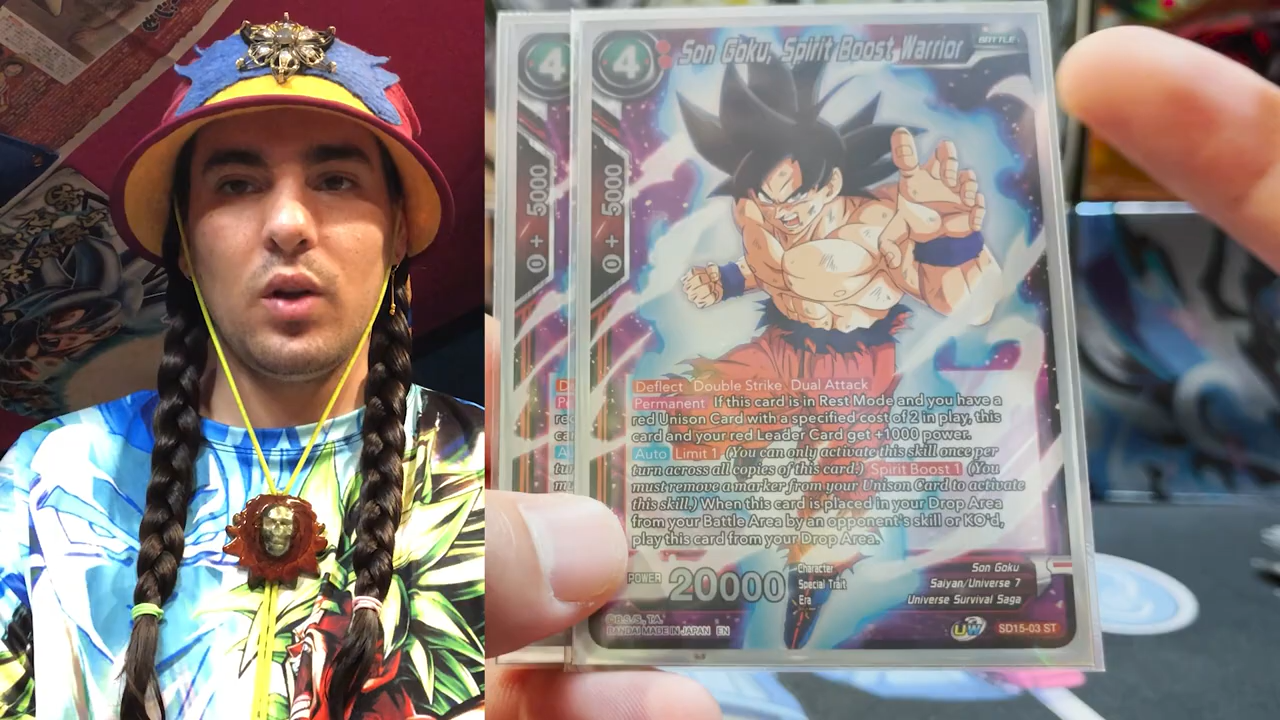 4
4
Son Goku, Spirit Boost Warrior
BATTLE
0 + 5000
0 + 5000
Deflect Double Strike Dual Attack
Permanent If this card is in Rest Mode and you have a
red Unison Card with a specified cost of 2 in play, this
card and your red Leader Card get +1000 power.
Auto Limit 1 (You can only activate this skill once per
turn across all copies of this card.) Spirit Boost 1 (You
must remove a marker from your Unison Card to activate
this skill.) When this card is placed in your Drop Area
from your Battle Area by an opponent's skill or KO'd,
play this card from your Drop Area.
POWER 20000
Character Son Goku
Special Trait Saiyan/Universe 7
Era Universe Survival Saga
©B.S./S., T.A.
BANDAI MADE IN JAPAN EN
UW SD15-03 ST